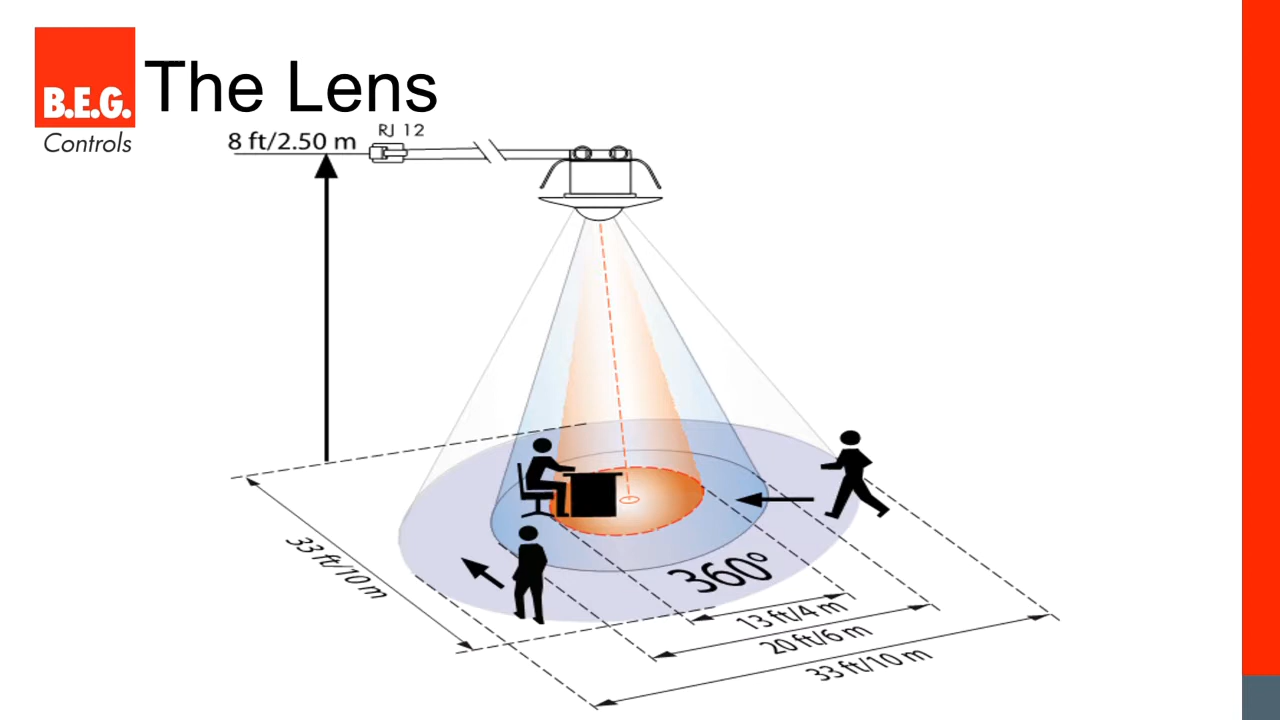 B.E.G.
Controls
The Lens
8 ft/2.50 m
RJ 12
33 ft/10 m
360°
13 ft/4 m
20 ft/6 m
33 ft/10 m